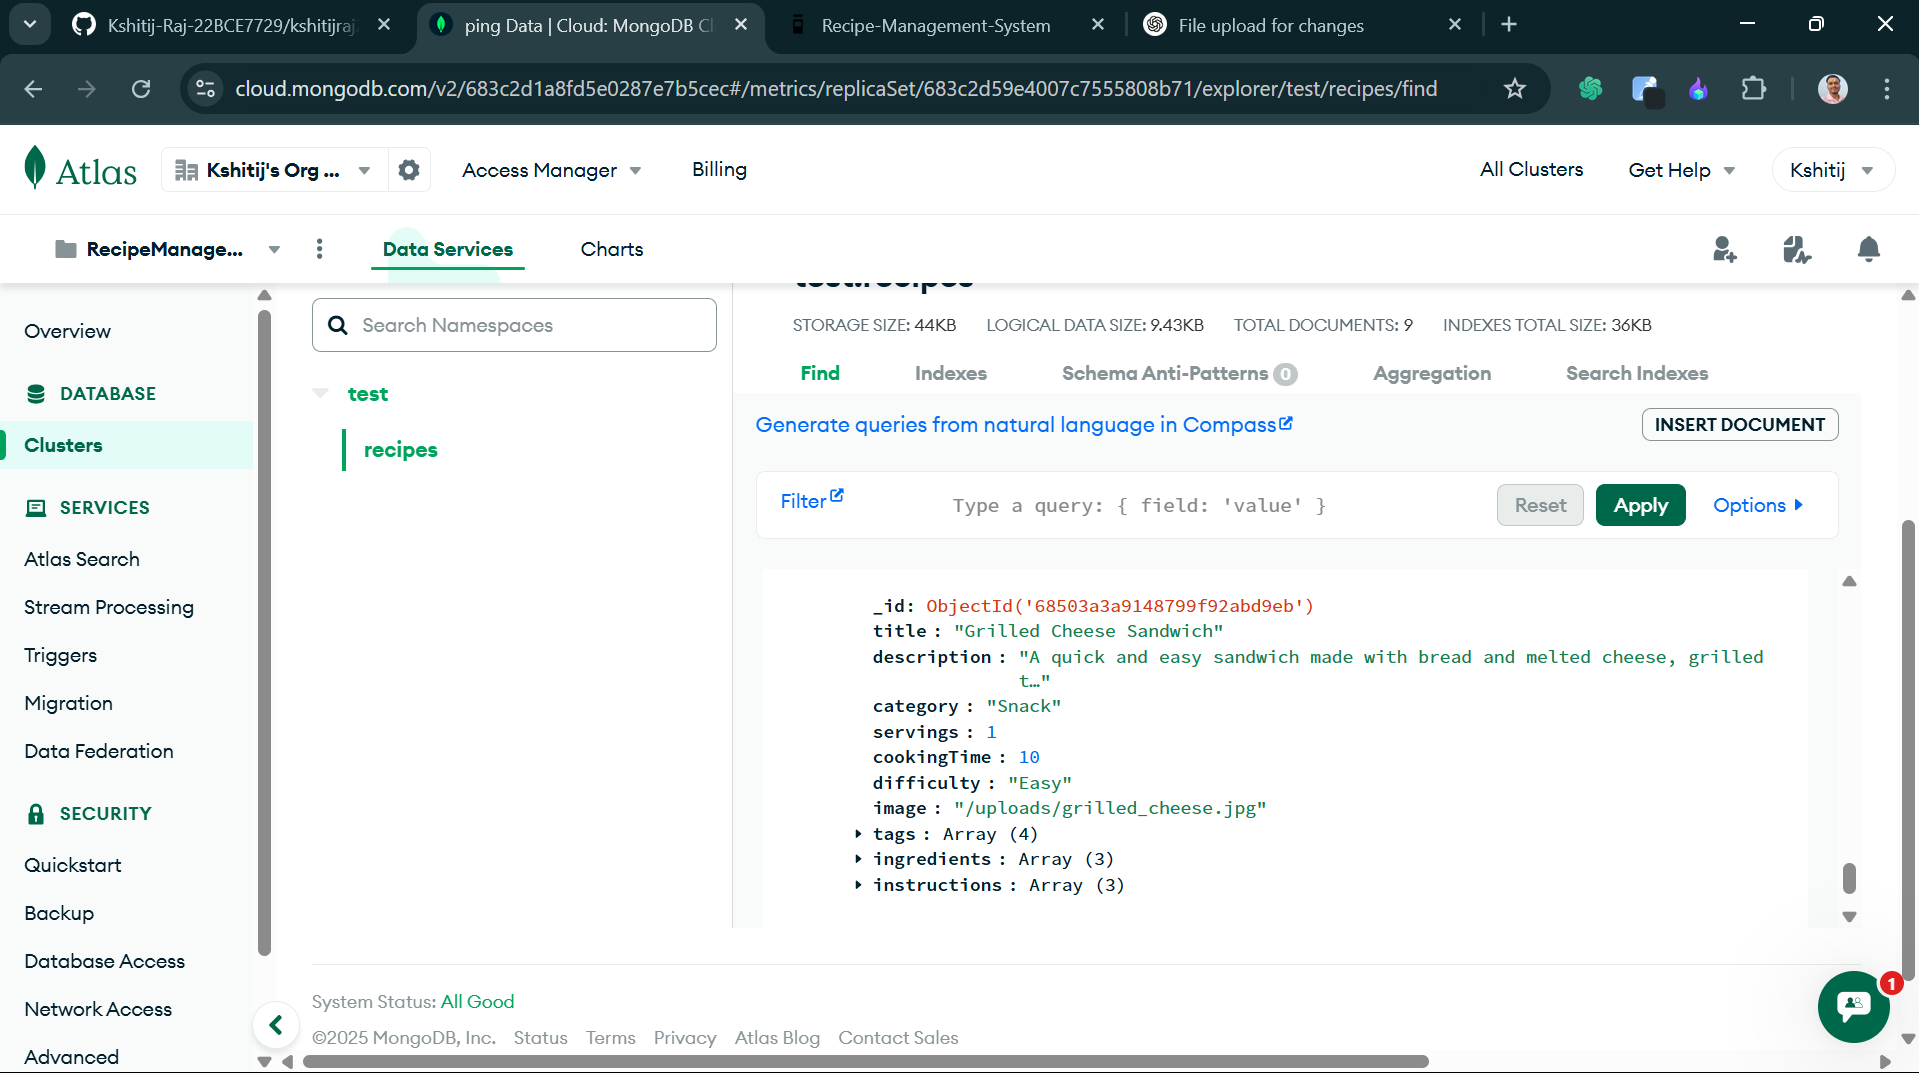 Kshitij-Raj-22BCE7729/kshitijraj
ping Data | Cloud: MongoDB Cl
Recipe-Management-System
File upload for changes
cloud.mongodb.com/v2/683c2d1a8fd5e0287e7b5cec#/metrics/replicaSet/683c2d59e4007c7555808b71/explorer/test/recipes/find
Atlas
Kshitij's Org ...
Access Manager
Billing
All Clusters
Get Help
Kshitij
RecipeManage...
Data Services
Charts
Overview
DATABASE
Clusters
SERVICES
Atlas Search
Stream Processing
Triggers
Migration
Data Federation
SECURITY
Quickstart
Backup
Database Access
Network Access
Advanced
Search Namespaces
test
recipes
test.recipes
STORAGE SIZE: 44KB LOGICAL DATA SIZE: 9.43KB TOTAL DOCUMENTS: 9 INDEXES TOTAL SIZE: 36KB
Find Indexes Schema Anti-Patterns 0 Aggregation Search Indexes
Generate queries from natural language in Compass
INSERT DOCUMENT
Filter
Type a query: { field: 'value' }
Reset
Apply
Options
_id: ObjectId('68503a3a9148799f92abd9eb')
title : "Grilled Cheese Sandwich"
description : "A quick and easy sandwich made with bread and melted cheese, grilled
t…"
category : "Snack"
servings : 1
cookingTime : 10
difficulty : "Easy"
image : "/uploads/grilled_cheese.jpg"
tags : Array (4)
ingredients : Array (3)
instructions : Array (3)
System Status: All Good
©2025 MongoDB, Inc. Status Terms Privacy Atlas Blog Contact Sales
1